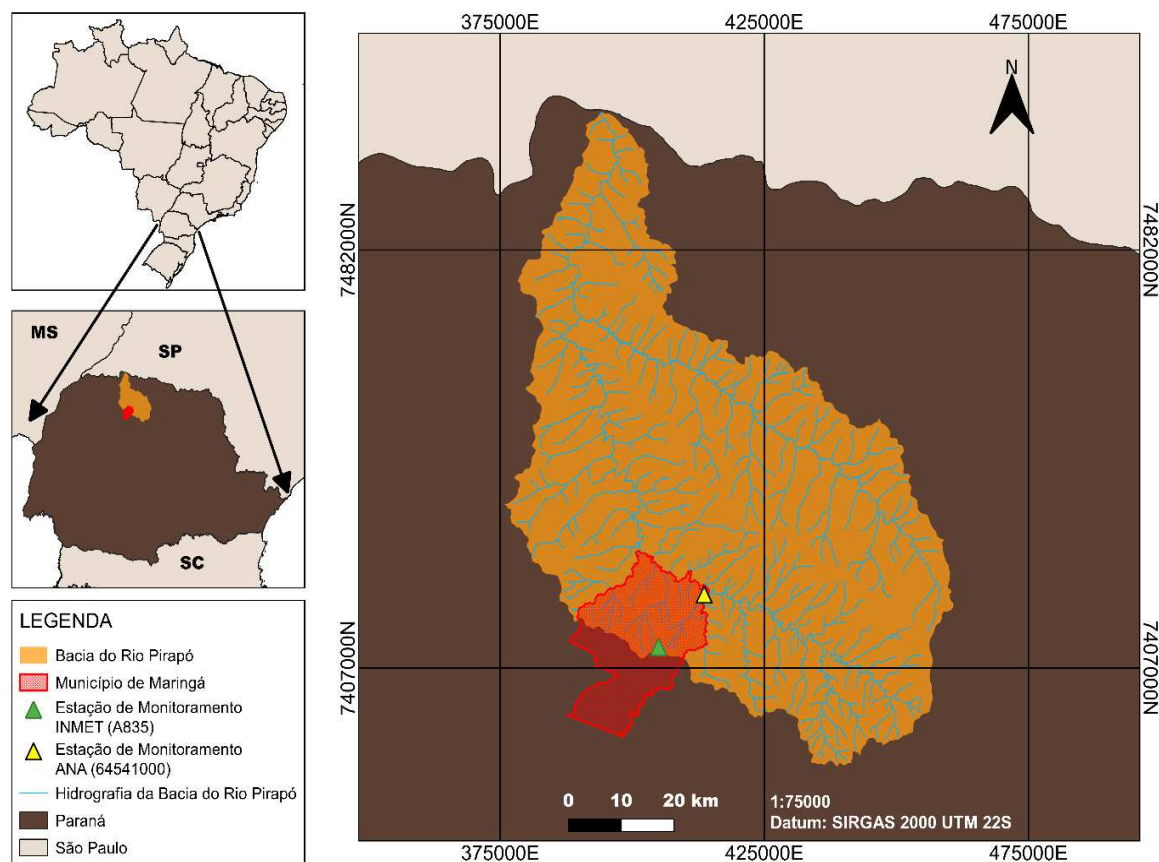 MS
SP
SC
LEGENDA
Bacia do Rio Pirapó
Município de Maringá
Estação de Monitoramento
INMET (A835)
Estação de Monitoramento
ANA (64541000)
Hidrografia da Bacia do Rio Pirapó
Paraná
São Paulo
375000E
425000E
475000E
N
7482000N
7482000N
7407000N
7407000N
0 10 20 km
1:75000
Datum: SIRGAS 2000 UTM 22S
375000E
425000E
475000E